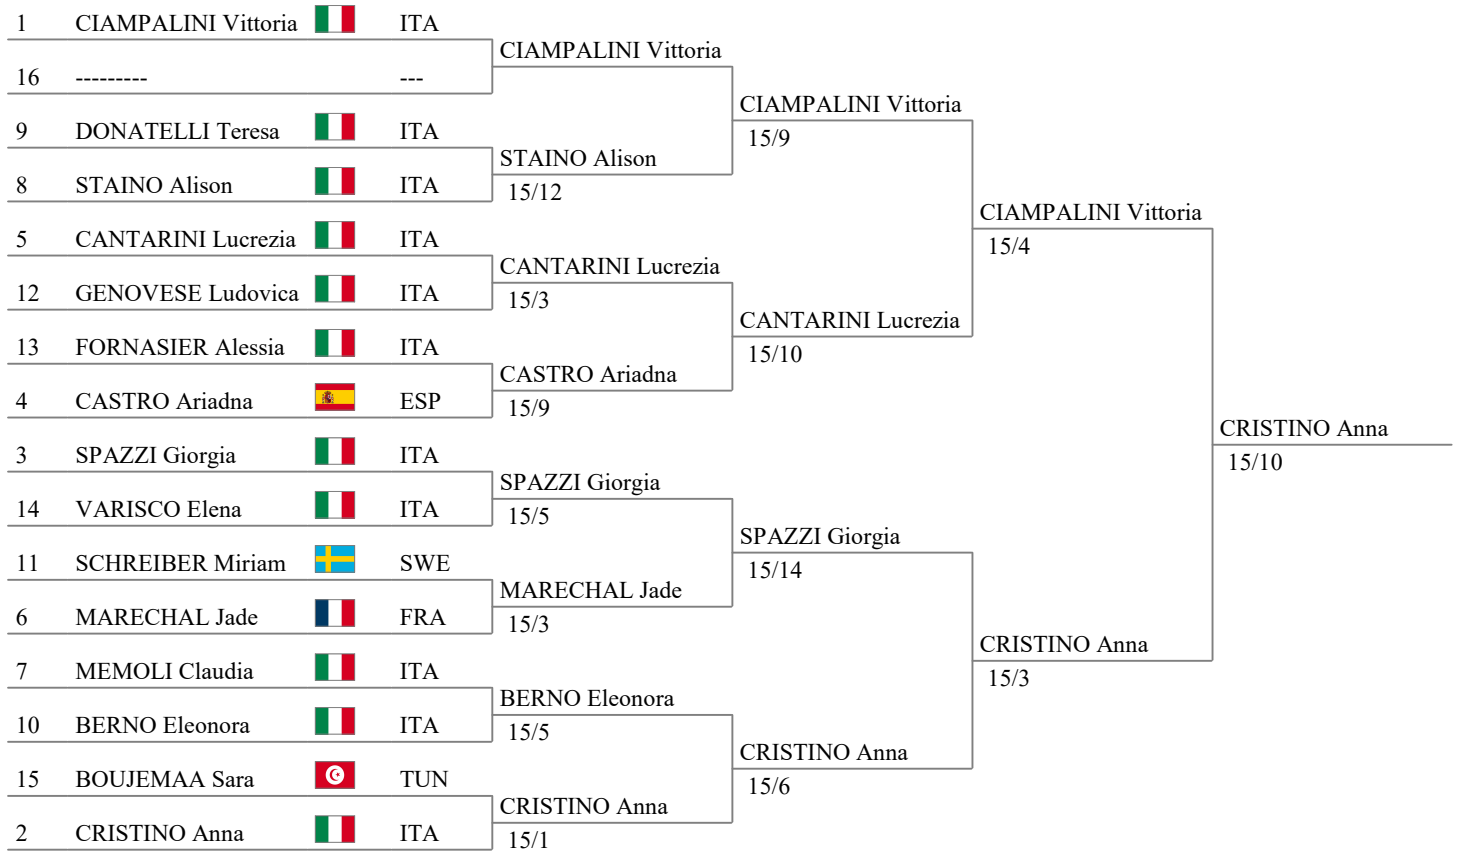 1 CIAMPALINI Vittoria ITA
CIAMPALINI Vittoria
16 --------- ---
CIAMPALINI Vittoria
15/9
9 DONATELLI Teresa ITA
STAINO Alison
15/12
8 STAINO Alison ITA
CIAMPALINI Vittoria
15/4
5 CANTARINI Lucrezia ITA
CANTARINI Lucrezia
15/3
12 GENOVESE Ludovica ITA
CANTARINI Lucrezia
15/10
13 FORNASIER Alessia ITA
CASTRO Ariadna
15/9
4 CASTRO Ariadna ESP
CRISTINO Anna
15/10
3 SPAZZI Giorgia ITA
SPAZZI Giorgia
15/5
14 VARISCO Elena ITA
SPAZZI Giorgia
15/14
11 SCHREIBER Miriam SWE
MARECHAL Jade
15/3
6 MARECHAL Jade FRA
CRISTINO Anna
15/3
7 MEMOLI Claudia ITA
BERNO Eleonora
15/5
10 BERNO Eleonora ITA
CRISTINO Anna
15/6
15 BOUJEMAA Sara TUN
CRISTINO Anna
15/1
2 CRISTINO Anna ITA